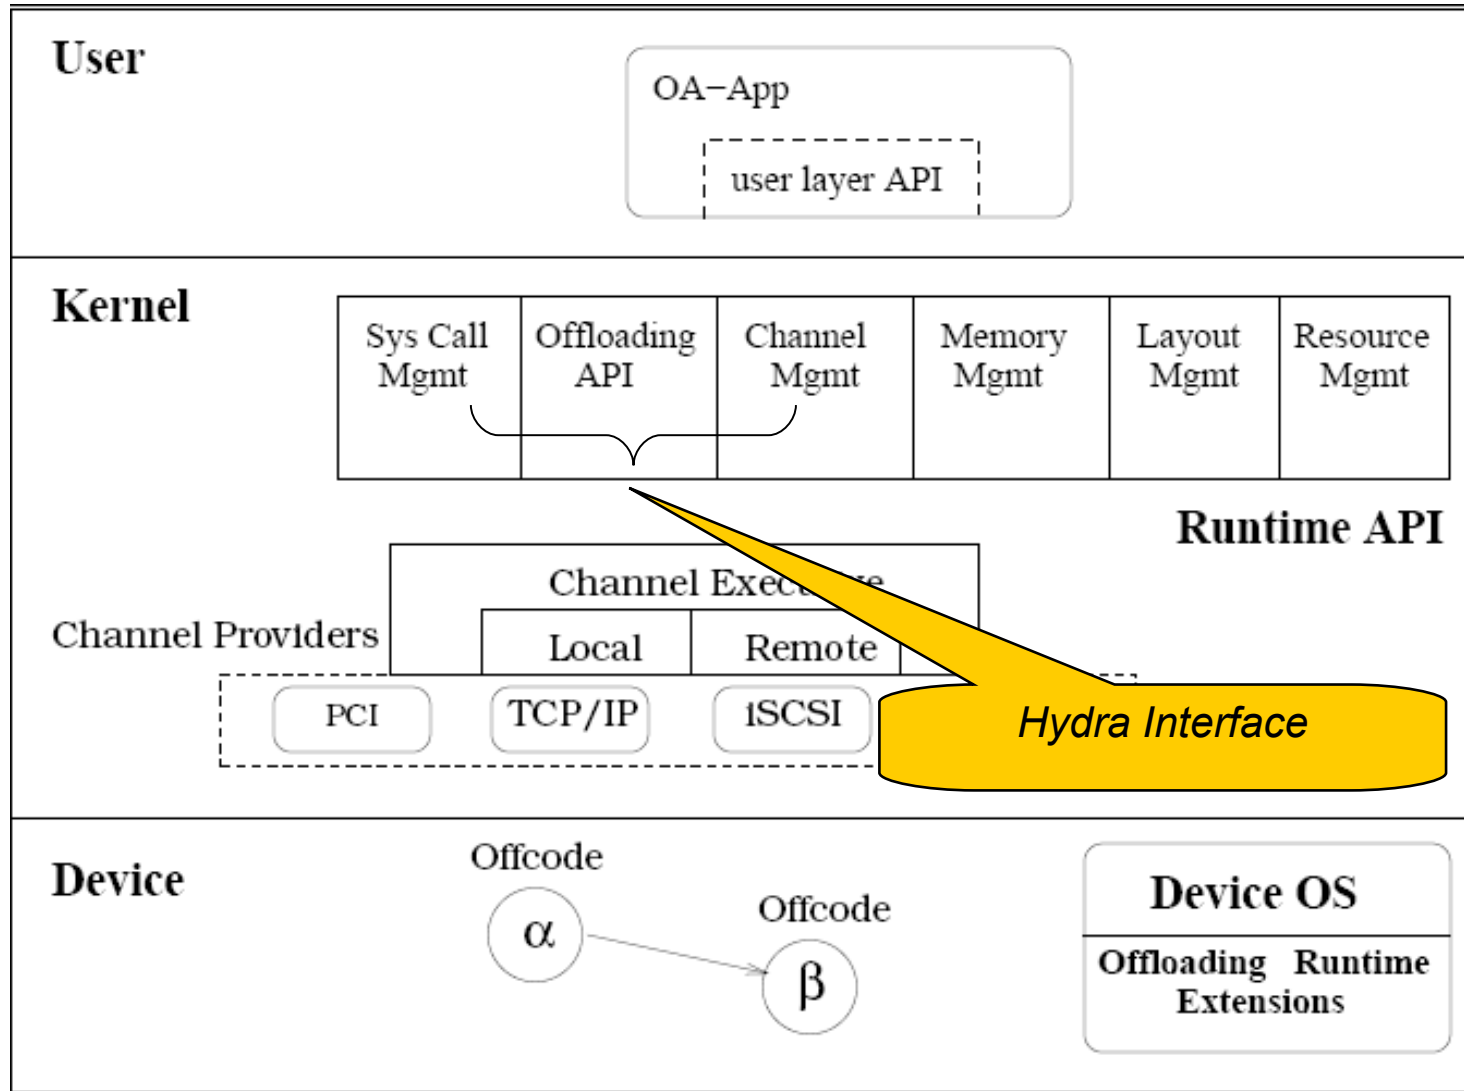 User
OA−App
user layer API
Kernel
Sys Call
Mgmt
Offloading
API
Channel
Mgmt
Memory
Mgmt
Layout
Mgmt
Resource
Mgmt
Runtime API
Channel
Channel Providers
Local
Remote
PCI
TCP/IP
iSCSI
Hydra Interface
Device
Offcode
α
Offcode
β
Device OS
Offloading Runtime
Extensions